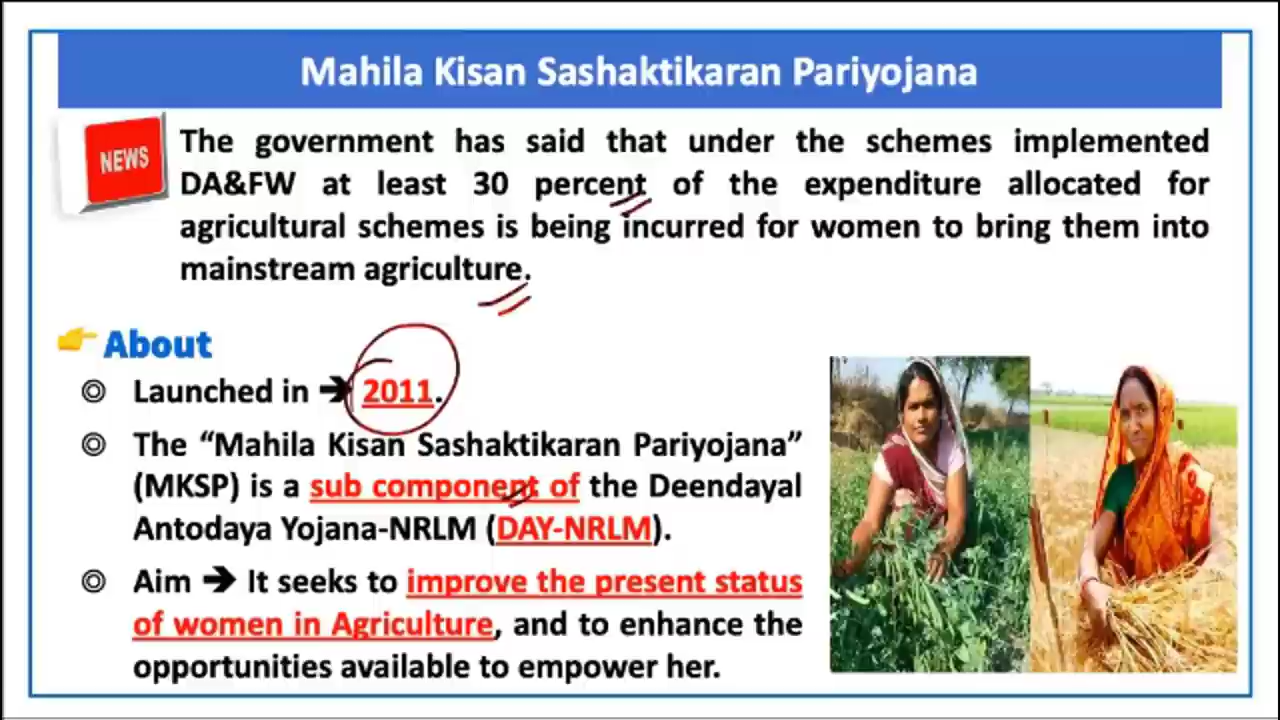 Mahila Kisan Sashaktikaran Pariyojana
NEWS
The government has said that under the schemes implemented
DA&FW at least 30 percent of the expenditure allocated for
agricultural schemes is being incurred for women to bring them into
mainstream agriculture.
👉 About
◎ Launched in ➔ 2011.
◎ The “Mahila Kisan Sashaktikaran Pariyojana”
(MKSP) is a sub component of the Deendayal
Antodaya Yojana-NRLM (DAY-NRLM).
◎ Aim ➔ It seeks to improve the present status
of women in Agriculture, and to enhance the
opportunities available to empower her.